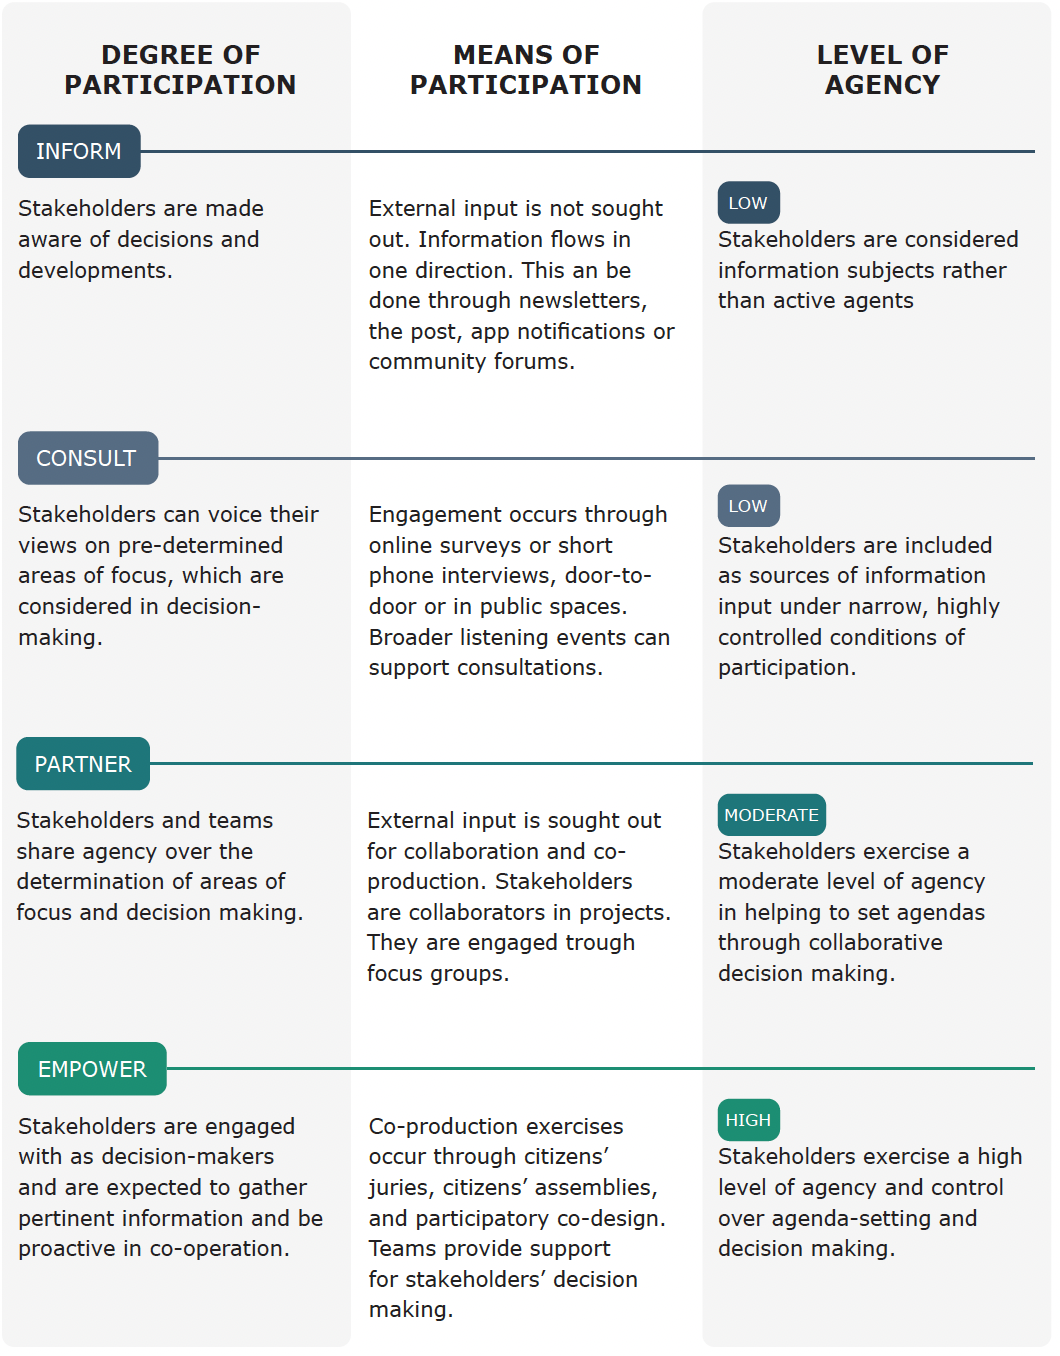 DEGREE OF
PARTICIPATION
MEANS OF
PARTICIPATION
LEVEL OF
AGENCY
INFORM
Stakeholders are made
aware of decisions and
developments.
External input is not sought
out. Information flows in
one direction. This an be
done through newsletters,
the post, app notifications or
community forums.
LOW
Stakeholders are considered
information subjects rather
than active agents
CONSULT
Stakeholders can voice their
views on pre-determined
areas of focus, which are
considered in decision-
making.
Engagement occurs through
online surveys or short
phone interviews, door-to-
door or in public spaces.
Broader listening events can
support consultations.
LOW
Stakeholders are included
as sources of information
input under narrow, highly
controlled conditions of
participation.
PARTNER
Stakeholders and teams
share agency over the
determination of areas of
focus and decision making.
External input is sought out
for collaboration and co-
production. Stakeholders
are collaborators in projects.
They are engaged trough
focus groups.
MODERATE
Stakeholders exercise a
moderate level of agency
in helping to set agendas
through collaborative
decision making.
EMPOWER
Stakeholders are engaged
with as decision-makers
and are expected to gather
pertinent information and be
proactive in co-operation.
Co-production exercises
occur through citizens’
juries, citizens’ assemblies,
and participatory co-design.
Teams provide support
for stakeholders’ decision
making.
HIGH
Stakeholders exercise a high
level of agency and control
over agenda-setting and
decision making.